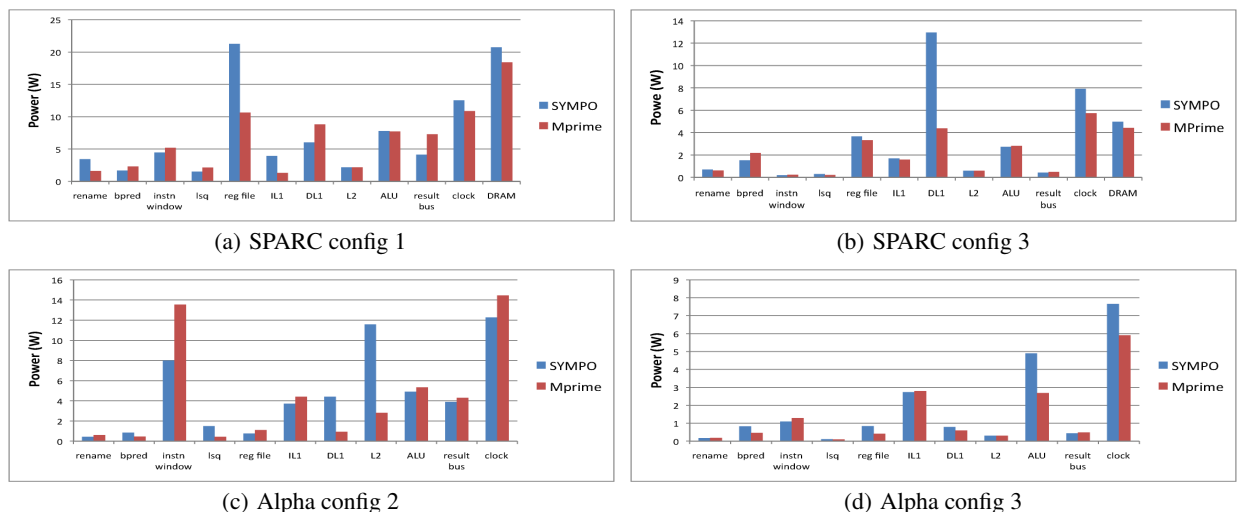 25
20
15
10
5
0
Power (W)
rename bpred instn window lsq reg file IL1 DL1 L2 ALU result bus clock DRAM
SYMPO
Mprime
(a) SPARC config 1
14
12
10
8
6
4
2
0
Powe (W)
rename bpred instn window lsq reg file IL1 DL1 L2 ALU result bus clock DRAM
SYMPO
MPrime
(b) SPARC config 3
16
14
12
10
8
6
4
2
0
Power (W)
rename bpred instn window lsq reg file IL1 DL1 L2 ALU result bus clock
SYMPO
Mprime
(c) Alpha config 2
9
8
7
6
5
4
3
2
1
0
Power (W)
rename bpred instn window lsq reg file IL1 DL1 L2 ALU result bus clock
SYMPO
Mprime
(d) Alpha config 3